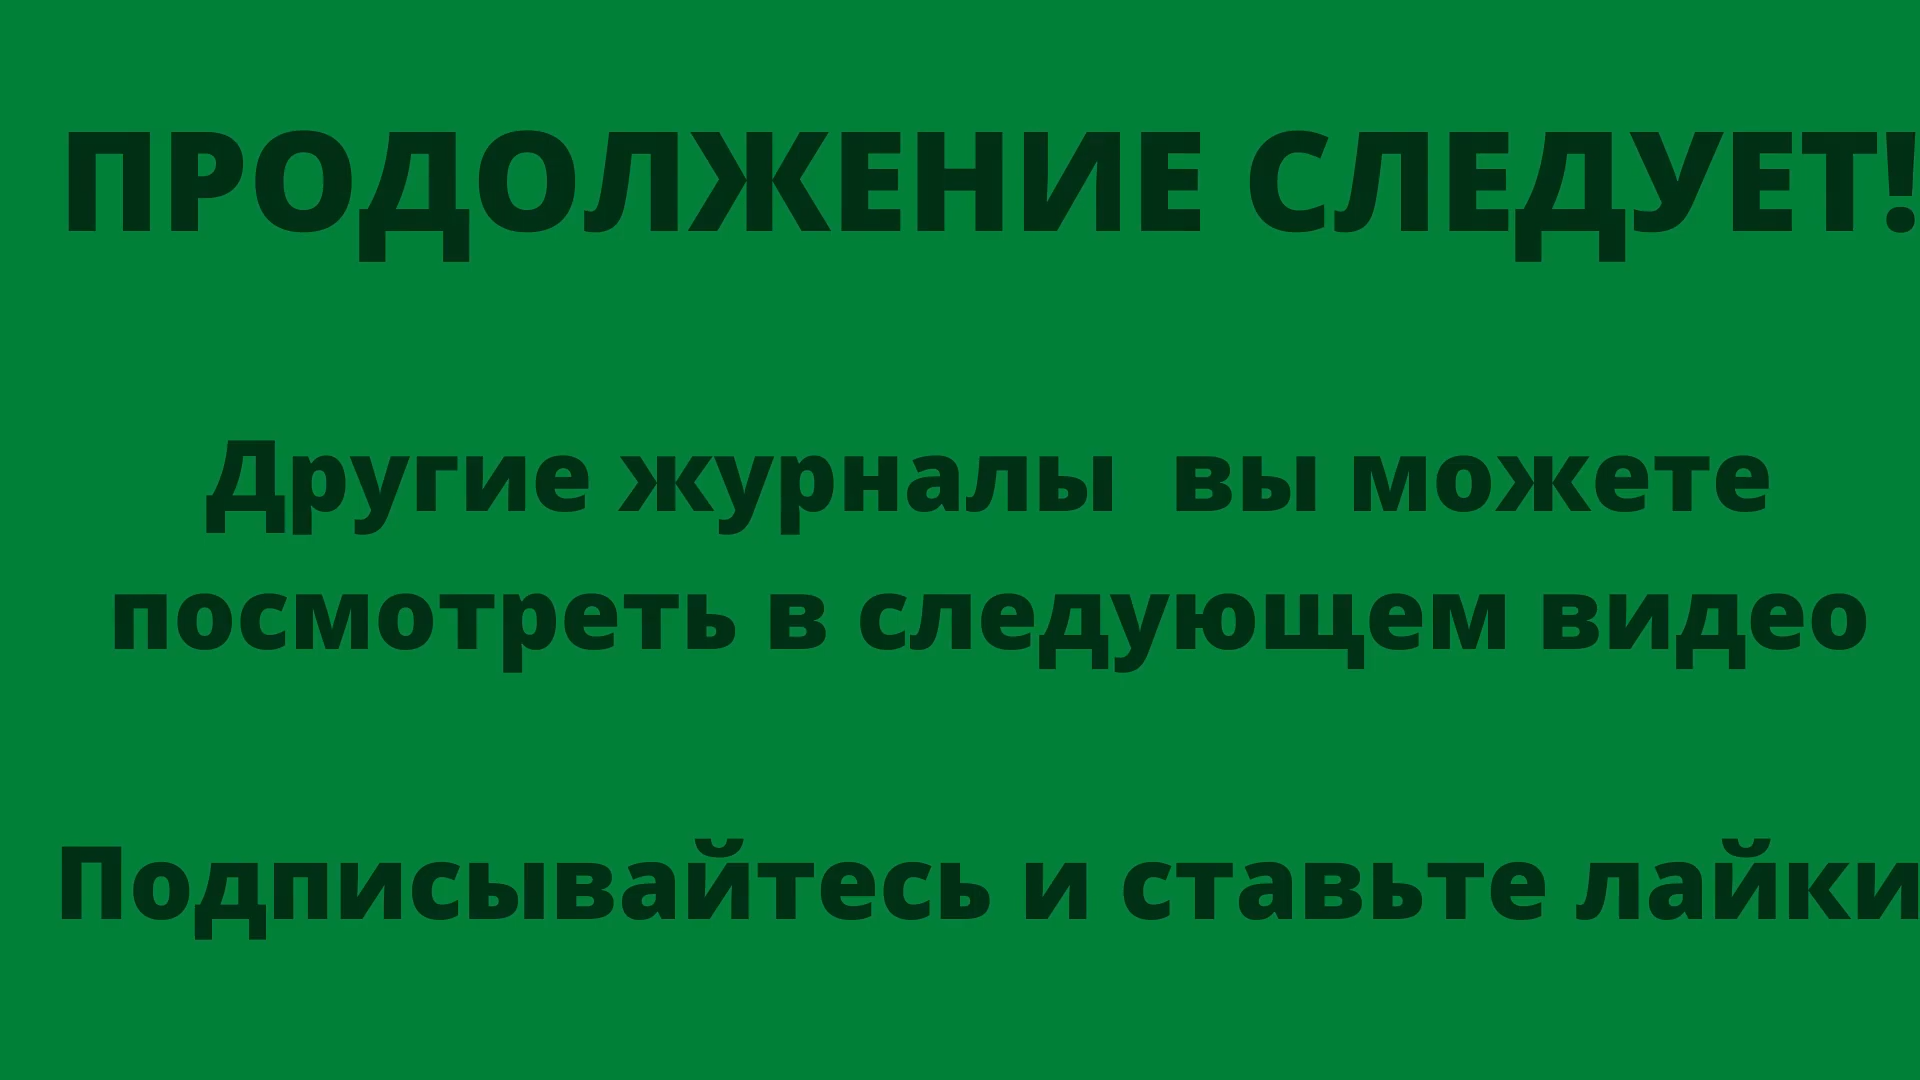 ПРОДОЛЖЕНИЕ СЛЕДУЕТ!
Другие журналы  вы можете
посмотреть в следующем видео
Подписывайтесь и ставьте лайки